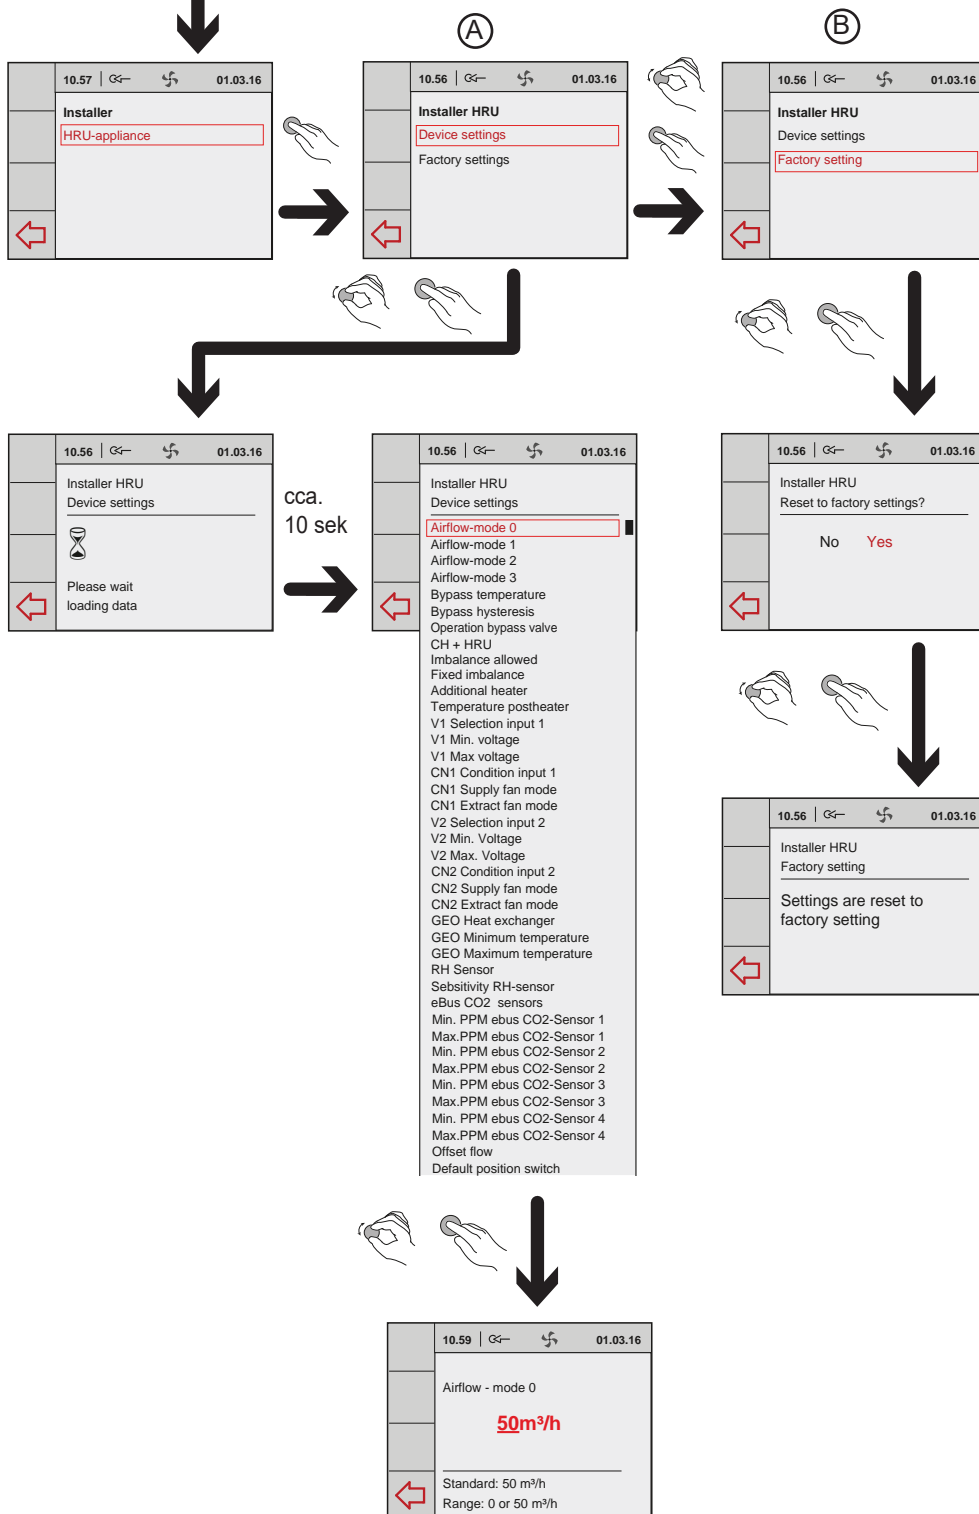 A
B
10.57
01.03.16
Installer
HRU-appliance
10.56
01.03.16
Installer HRU
Device settings
Factory settings
10.56
01.03.16
Installer HRU
Device settings
Factory setting
10.56
01.03.16
Installer HRU
Device settings
Please wait
loading data
cca.
10 sek
10.56
01.03.16
Installer HRU
Device settings
Airflow-mode 0
Airflow-mode 1
Airflow-mode 2
Airflow-mode 3
Bypass temperature
Bypass hysteresis
Operation bypass valve
CH + HRU
Imbalance allowed
Fixed imbalance
Additional heater
Temperature postheater
V1 Selection input 1
V1 Min. voltage
V1 Max voltage
CN1 Condition input 1
CN1 Supply fan mode
CN1 Extract fan mode
V2 Selection input 2
V2 Min. Voltage
V2 Max. Voltage
CN2 Condition input 2
CN2 Supply fan mode
CN2 Extract fan mode
GEO Heat exchanger
GEO Minimum temperature
GEO Maximum temperature
RH Sensor
Sebsitivity RH-sensor
eBus CO2 sensors
Min. PPM ebus CO2-Sensor 1
Max.PPM ebus CO2-Sensor 1
Min. PPM ebus CO2-Sensor 2
Max.PPM ebus CO2-Sensor 2
Min. PPM ebus CO2-Sensor 3
Max.PPM ebus CO2-Sensor 3
Min. PPM ebus CO2-Sensor 4
Max.PPM ebus CO2-Sensor 4
Offset flow
Default position switch
10.56
01.03.16
Installer HRU
Reset to factory settings?
No Yes
10.56
01.03.16
Installer HRU
Factory setting
Settings are reset to
factory setting
10.59
01.03.16
Airflow - mode 0
50m³/h
Standard: 50 m³/h
Range: 0 or 50 m³/h